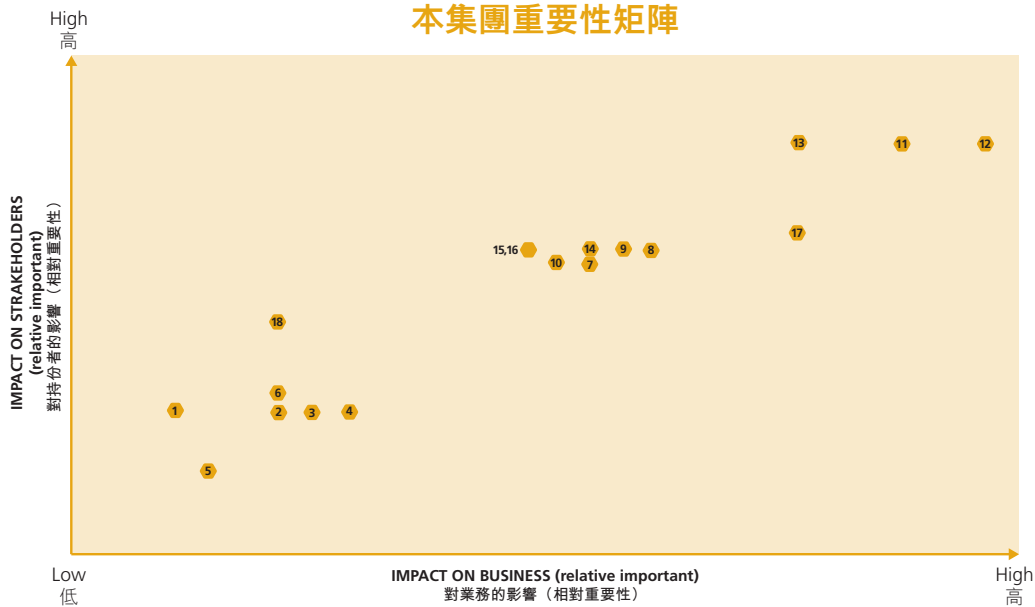 本集團重要性矩陣
High
高
IMPACT ON STRAKEHOLDERS
(relative important)
對持份者的影響（相對重要性）
13
11
12
17
15,16
14
9
8
10
7
18
6
1
2
3
4
5
Low
低
IMPACT ON BUSINESS (relative important)
對業務的影響（相對重要性）
High
高